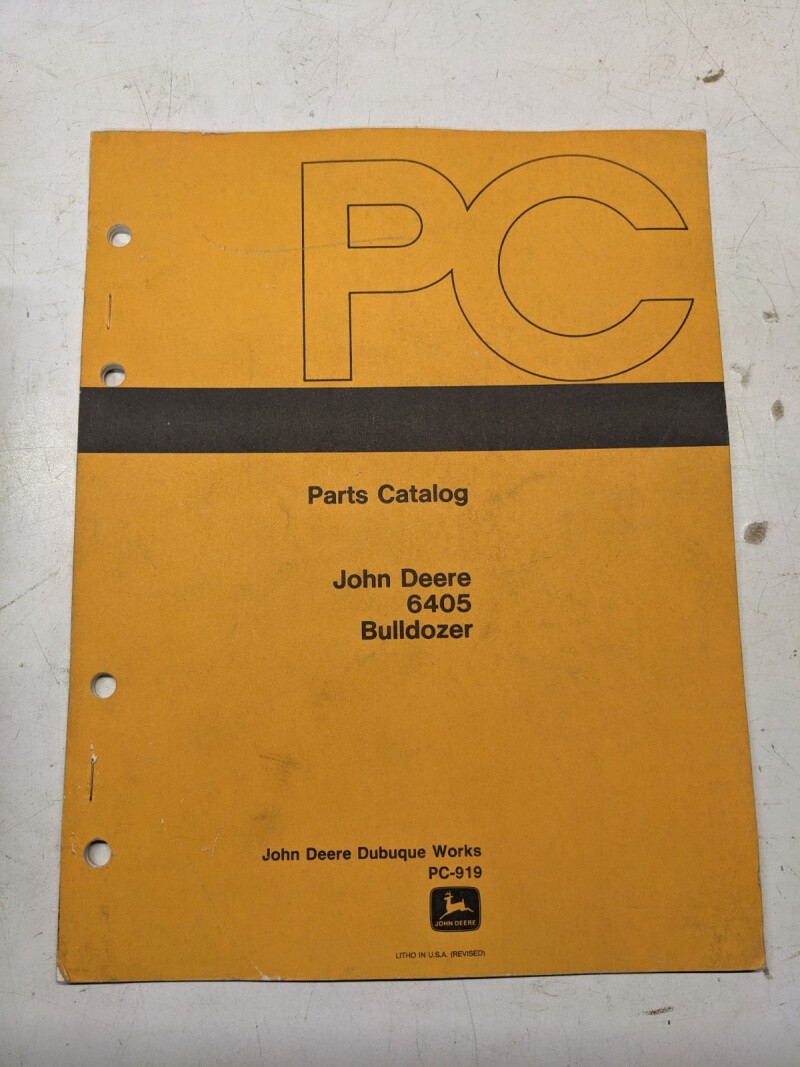 PC
Parts Catalog
John Deere
6405
Bulldozer
John Deere Dubuque Works
PC-919
JOHN DEERE
LITHO IN U.S.A. (REVISED)